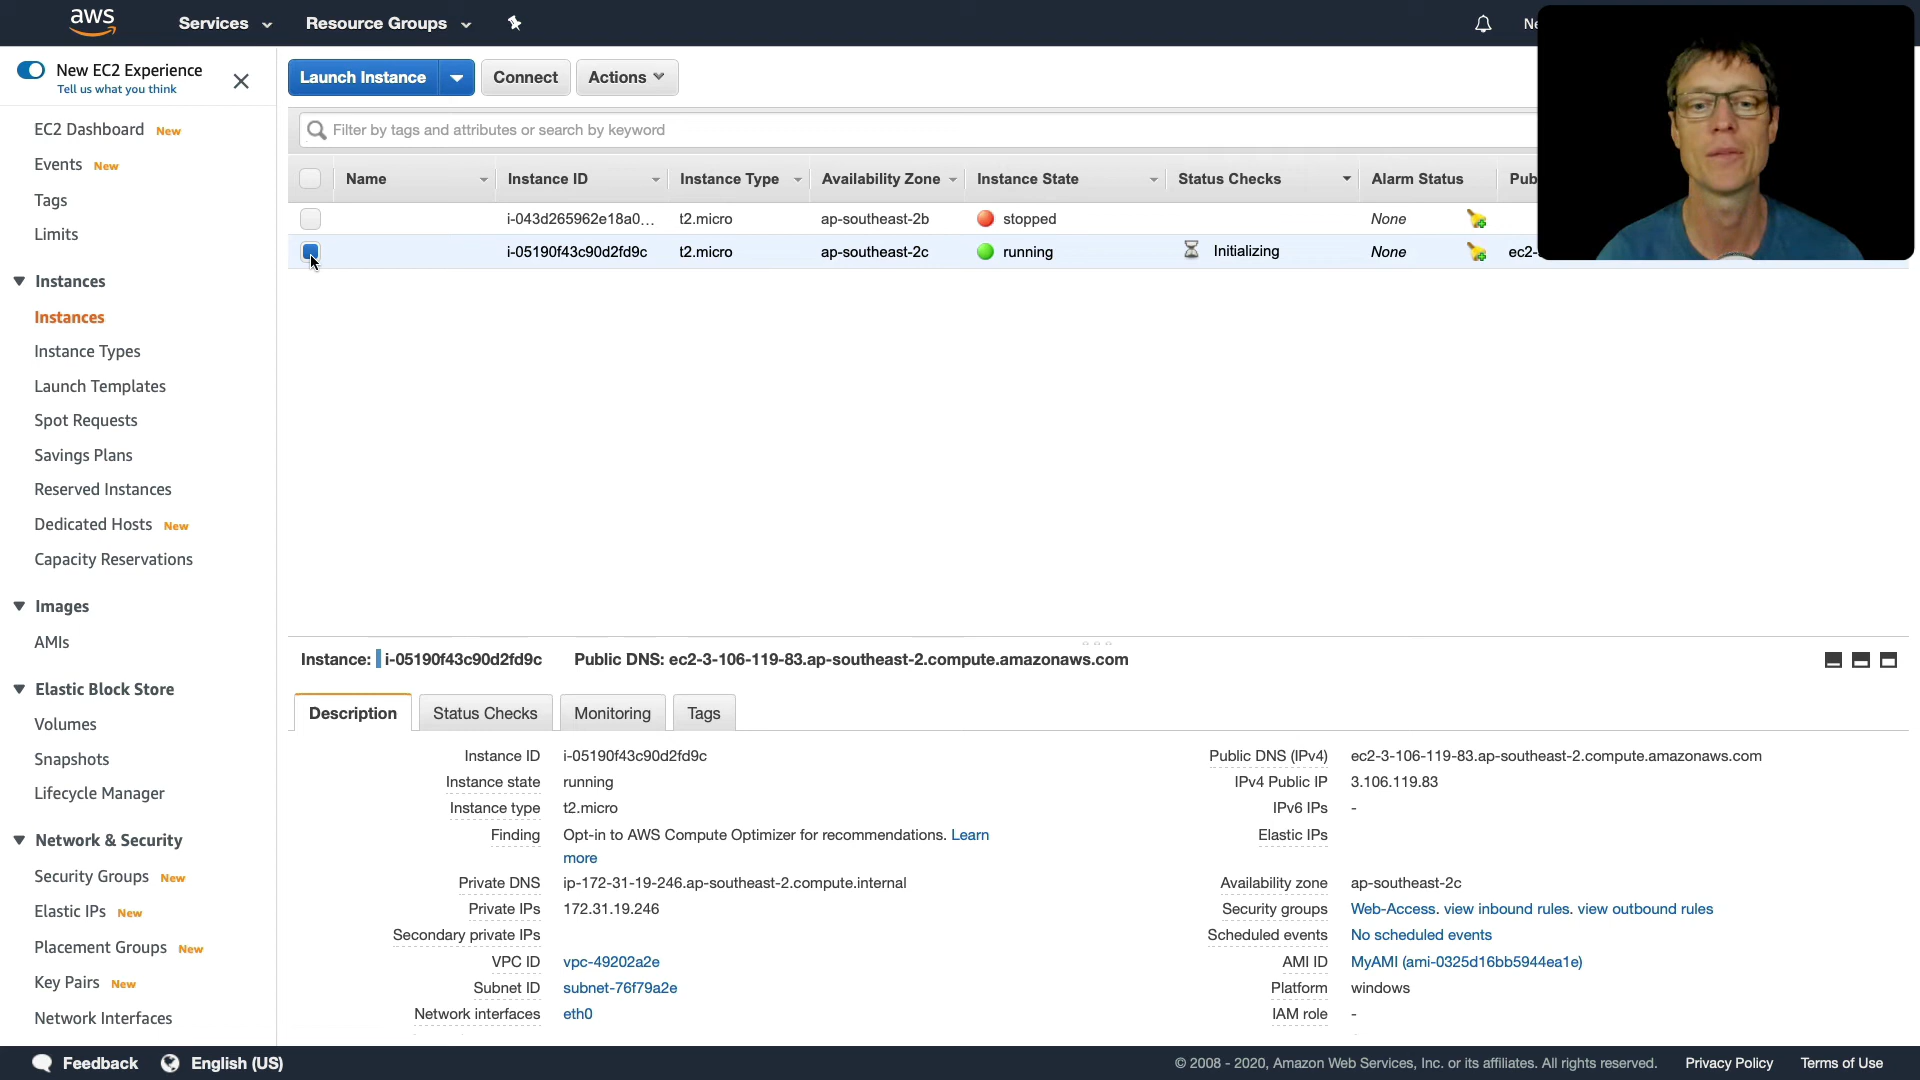 aws
Services
Resource Groups
New EC2 Experience
Tell us what you think
Launch Instance
Connect
Actions
Filter by tags and attributes or search by keyword
Name
Instance ID
Instance Type
Availability Zone
Instance State
Status Checks
Alarm Status
i-043d265962e18a0...
t2.micro
ap-southeast-2b
stopped
None
i-05190f43c90d2fd9c
t2.micro
ap-southeast-2c
running
Initializing
None
ec2-
EC2 Dashboard New
Events New
Tags
Limits
Instances
Instances
Instance Types
Launch Templates
Spot Requests
Savings Plans
Reserved Instances
Dedicated Hosts New
Capacity Reservations
Images
AMIs
Elastic Block Store
Volumes
Snapshots
Lifecycle Manager
Network & Security
Security Groups New
Elastic IPs New
Placement Groups New
Key Pairs New
Network Interfaces
Instance: i-05190f43c90d2fd9c Public DNS: ec2-3-106-119-83.ap-southeast-2.compute.amazonaws.com
Description
Status Checks
Monitoring
Tags
Instance ID i-05190f43c90d2fd9c
Instance state running
Instance type t2.micro
Finding Opt-in to AWS Compute Optimizer for recommendations. Learn
more
Private DNS ip-172-31-19-246.ap-southeast-2.compute.internal
Private IPs 172.31.19.246
Secondary private IPs
VPC ID vpc-49202a2e
Subnet ID subnet-76f79a2e
Network interfaces eth0
Public DNS (IPv4) ec2-3-106-119-83.ap-southeast-2.compute.amazonaws.com
IPv4 Public IP 3.106.119.83
IPv6 IPs -
Elastic IPs
Availability zone ap-southeast-2c
Security groups Web-Access. view inbound rules. view outbound rules
Scheduled events No scheduled events
AMI ID MyAMI (ami-0325d16bb5944ea1e)
Platform windows
IAM role -
Feedback
English (US)
© 2008 - 2020, Amazon Web Services, Inc. or its affiliates. All rights reserved.
Privacy Policy
Terms of Use